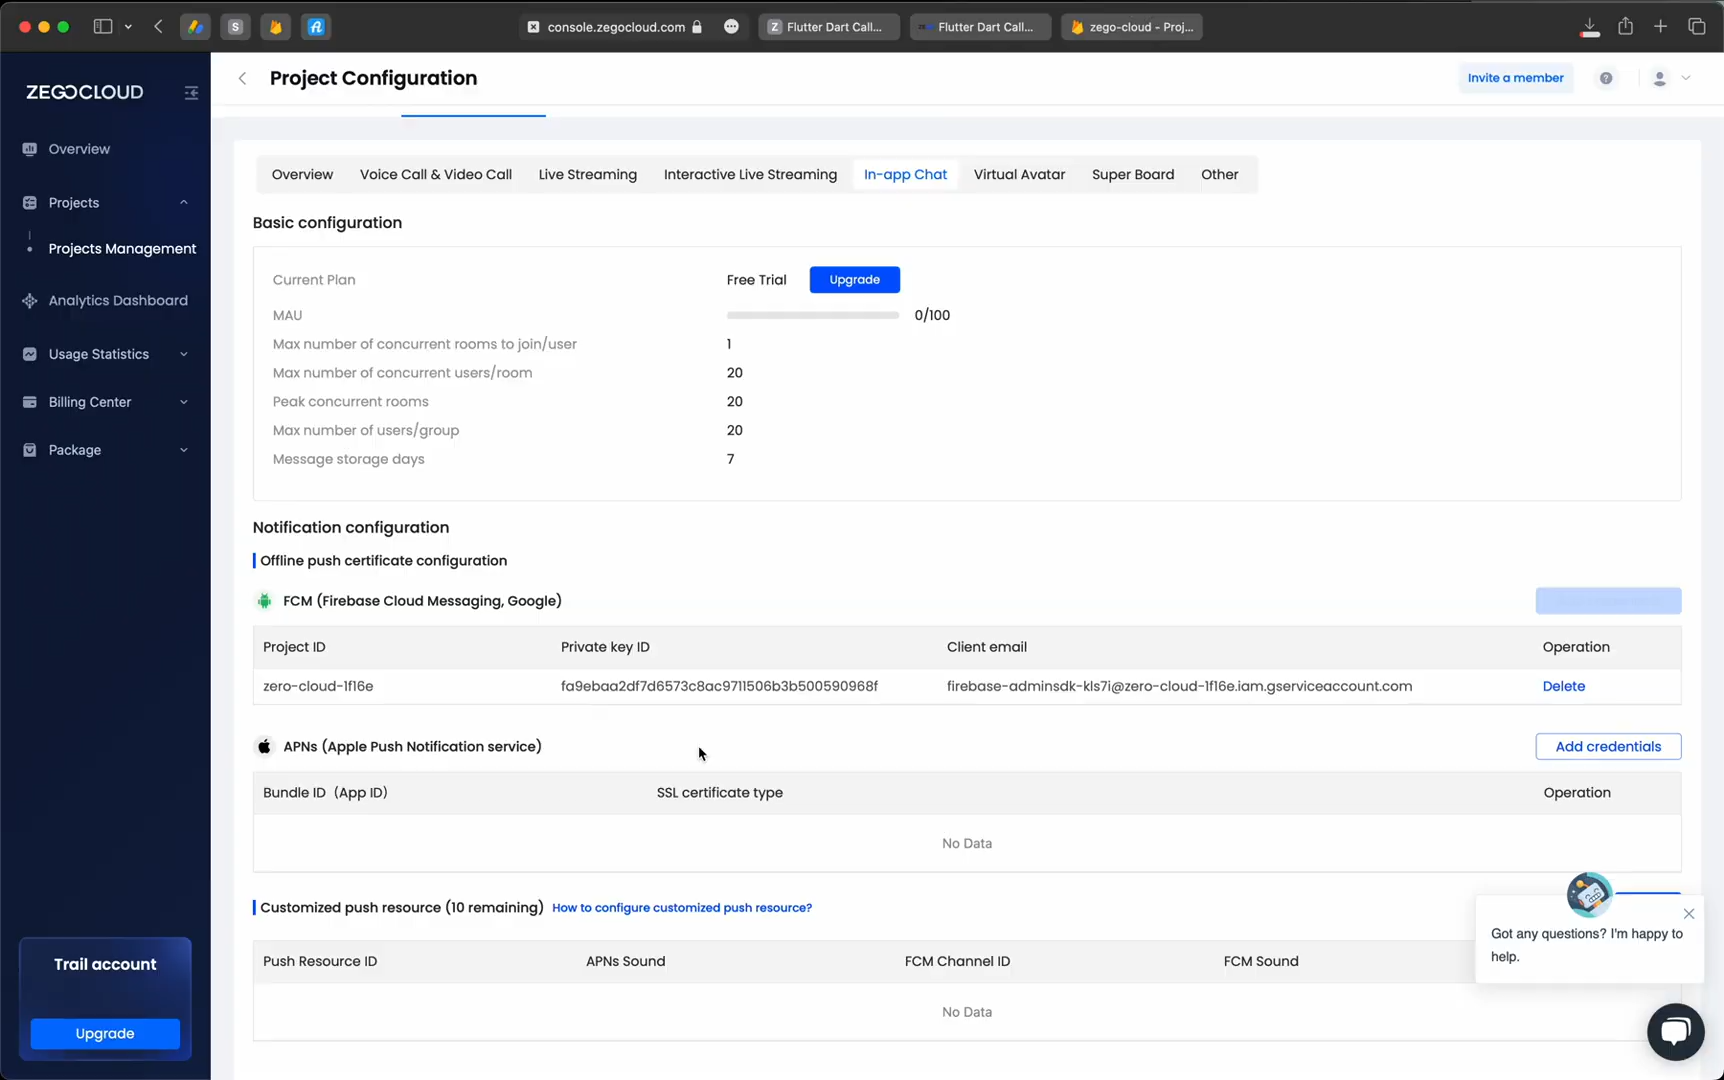 S
console.zegocloud.com
Z Flutter Dart Call...
Flutter Dart Call...
zego-cloud - Proj...
ZEGOCLOUD
Project Configuration
Invite a member
Overview
Projects
Projects Management
Analytics Dashboard
Usage Statistics
Billing Center
Package
Trail account
Upgrade
Overview
Voice Call & Video Call
Live Streaming
Interactive Live Streaming
In-app Chat
Virtual Avatar
Super Board
Other
Basic configuration
Current Plan Free Trial Upgrade
MAU 0/100
Max number of concurrent rooms to join/user 1
Max number of concurrent users/room 20
Peak concurrent rooms 20
Max number of users/group 20
Message storage days 7
Notification configuration
Offline push certificate configuration
FCM (Firebase Cloud Messaging, Google)
Project ID Private key ID Client email Operation
zero-cloud-1f16e fa9ebaa2df7d6573c8ac9711506b3b500590968f firebase-adminsdk-kls7i@zero-cloud-1f16e.iam.gserviceaccount.com Delete
APNs (Apple Push Notification service) Add credentials
Bundle ID (App ID) SSL certificate type Operation
No Data
Customized push resource (10 remaining) How to configure customized push resource?
Push Resource ID APNs Sound FCM Channel ID FCM Sound
No Data
Got any questions? I'm happy to
help.